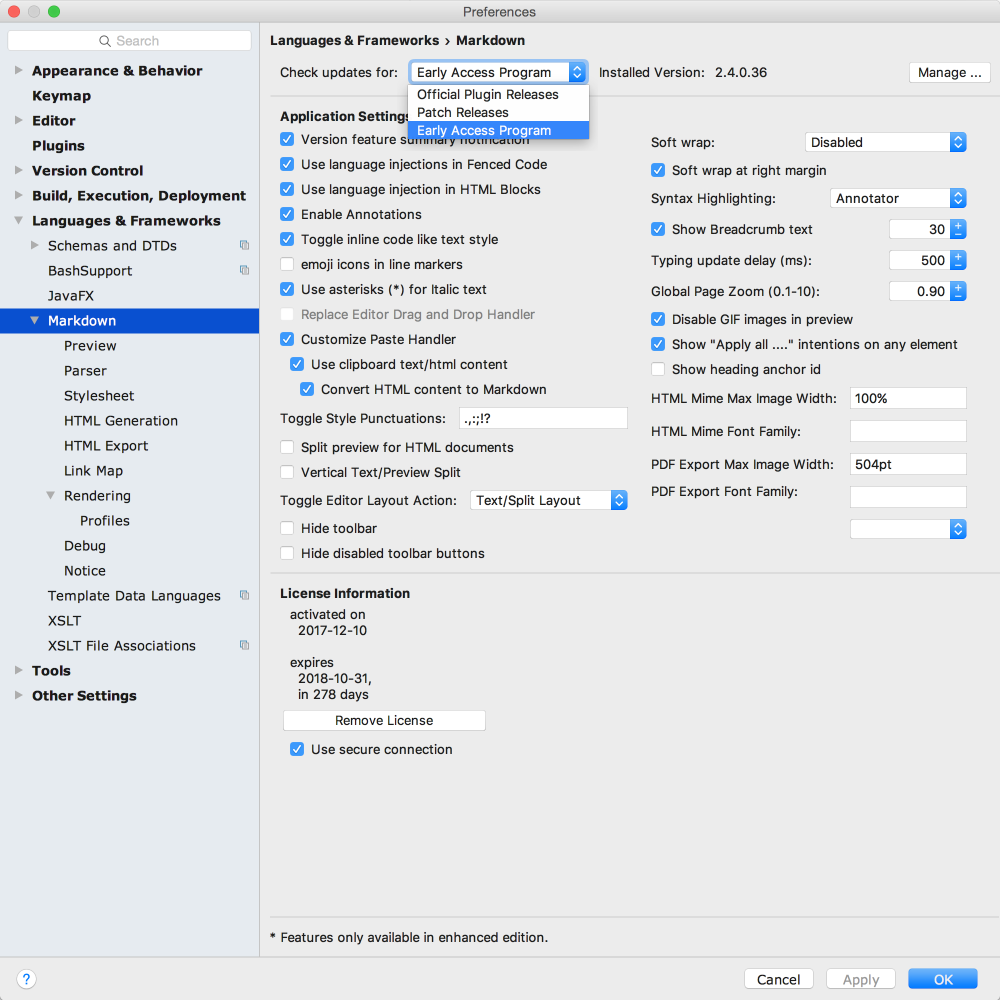 Preferences
Search
Appearance & Behavior
Keymap
Editor
Plugins
Version Control
Build, Execution, Deployment
Languages & Frameworks
Schemas and DTDs
BashSupport
JavaFX
Markdown
Preview
Parser
Stylesheet
HTML Generation
HTML Export
Link Map
Rendering
Profiles
Debug
Notice
Template Data Languages
XSLT
XSLT File Associations
Tools
Other Settings
Languages & Frameworks › Markdown
Check updates for: Early Access Program Installed Version: 2.4.0.36 Manage ...
Official Plugin Releases
Patch Releases
Early Access Program
Application Settings
Version feature summary notification
Use language injections in Fenced Code
Use language injection in HTML Blocks
Enable Annotations
Toggle inline code like text style
emoji icons in line markers
Use asterisks (*) for Italic text
Replace Editor Drag and Drop Handler
Customize Paste Handler
Use clipboard text/html content
Convert HTML content to Markdown
Toggle Style Punctuations: .,:;!?
Split preview for HTML documents
Vertical Text/Preview Split
Toggle Editor Layout Action: Text/Split Layout
Hide toolbar
Hide disabled toolbar buttons
Soft wrap: Disabled
Soft wrap at right margin
Syntax Highlighting: Annotator
Show Breadcrumb text 30
Typing update delay (ms): 500
Global Page Zoom (0.1-10): 0.90
Disable GIF images in preview
Show "Apply all ...." intentions on any element
Show heading anchor id
HTML Mime Max Image Width: 100%
HTML Mime Font Family:
PDF Export Max Image Width: 504pt
PDF Export Font Family:
License Information
activated on
2017-12-10
expires
2018-10-31,
in 278 days
Remove License
Use secure connection
* Features only available in enhanced edition.
? Cancel Apply OK